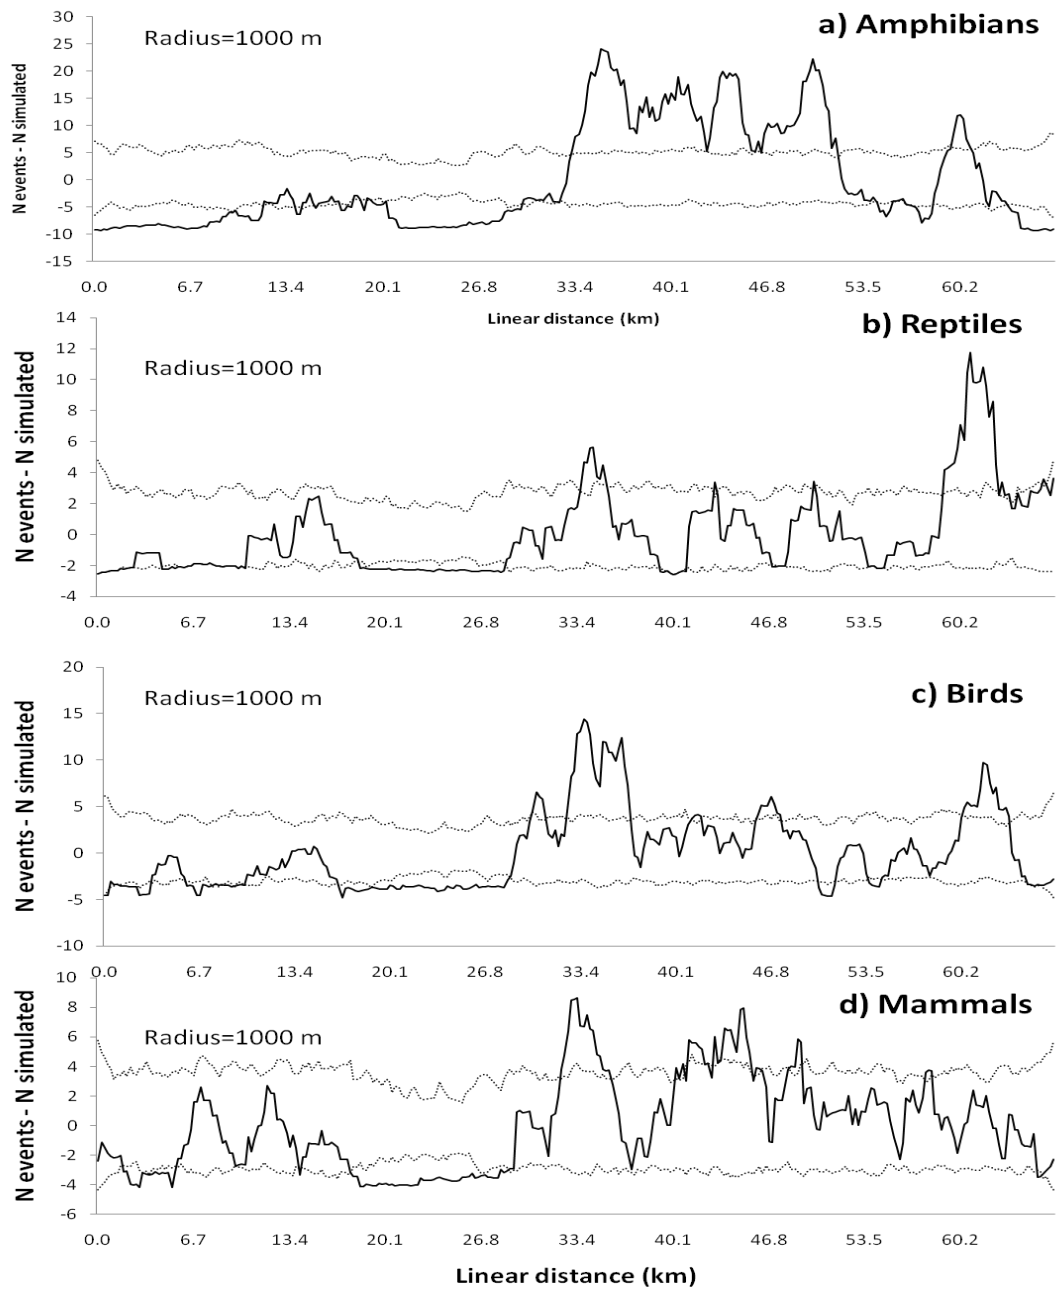 a) Amphibians
Radius=1000 m
N events - N simulated
30
25
20
15
10
5
0
-5
-10
-15
0.0 6.7 13.4 20.1 26.8 33.4 40.1 46.8 53.5 60.2
Linear distance (km)
b) Reptiles
Radius=1000 m
N events - N simulated
14
12
10
8
6
4
2
0
-2
-4
0.0 6.7 13.4 20.1 26.8 33.4 40.1 46.8 53.5 60.2
c) Birds
Radius=1000 m
N events - N simulated
20
15
10
5
0
-5
-10
0.0 6.7 13.4 20.1 26.8 33.4 40.1 46.8 53.5 60.2
d) Mammals
Radius=1000 m
N events - N simulated
10
8
6
4
2
0
-2
-4
-6
0.0 6.7 13.4 20.1 26.8 33.4 40.1 46.8 53.5 60.2
Linear distance (km)